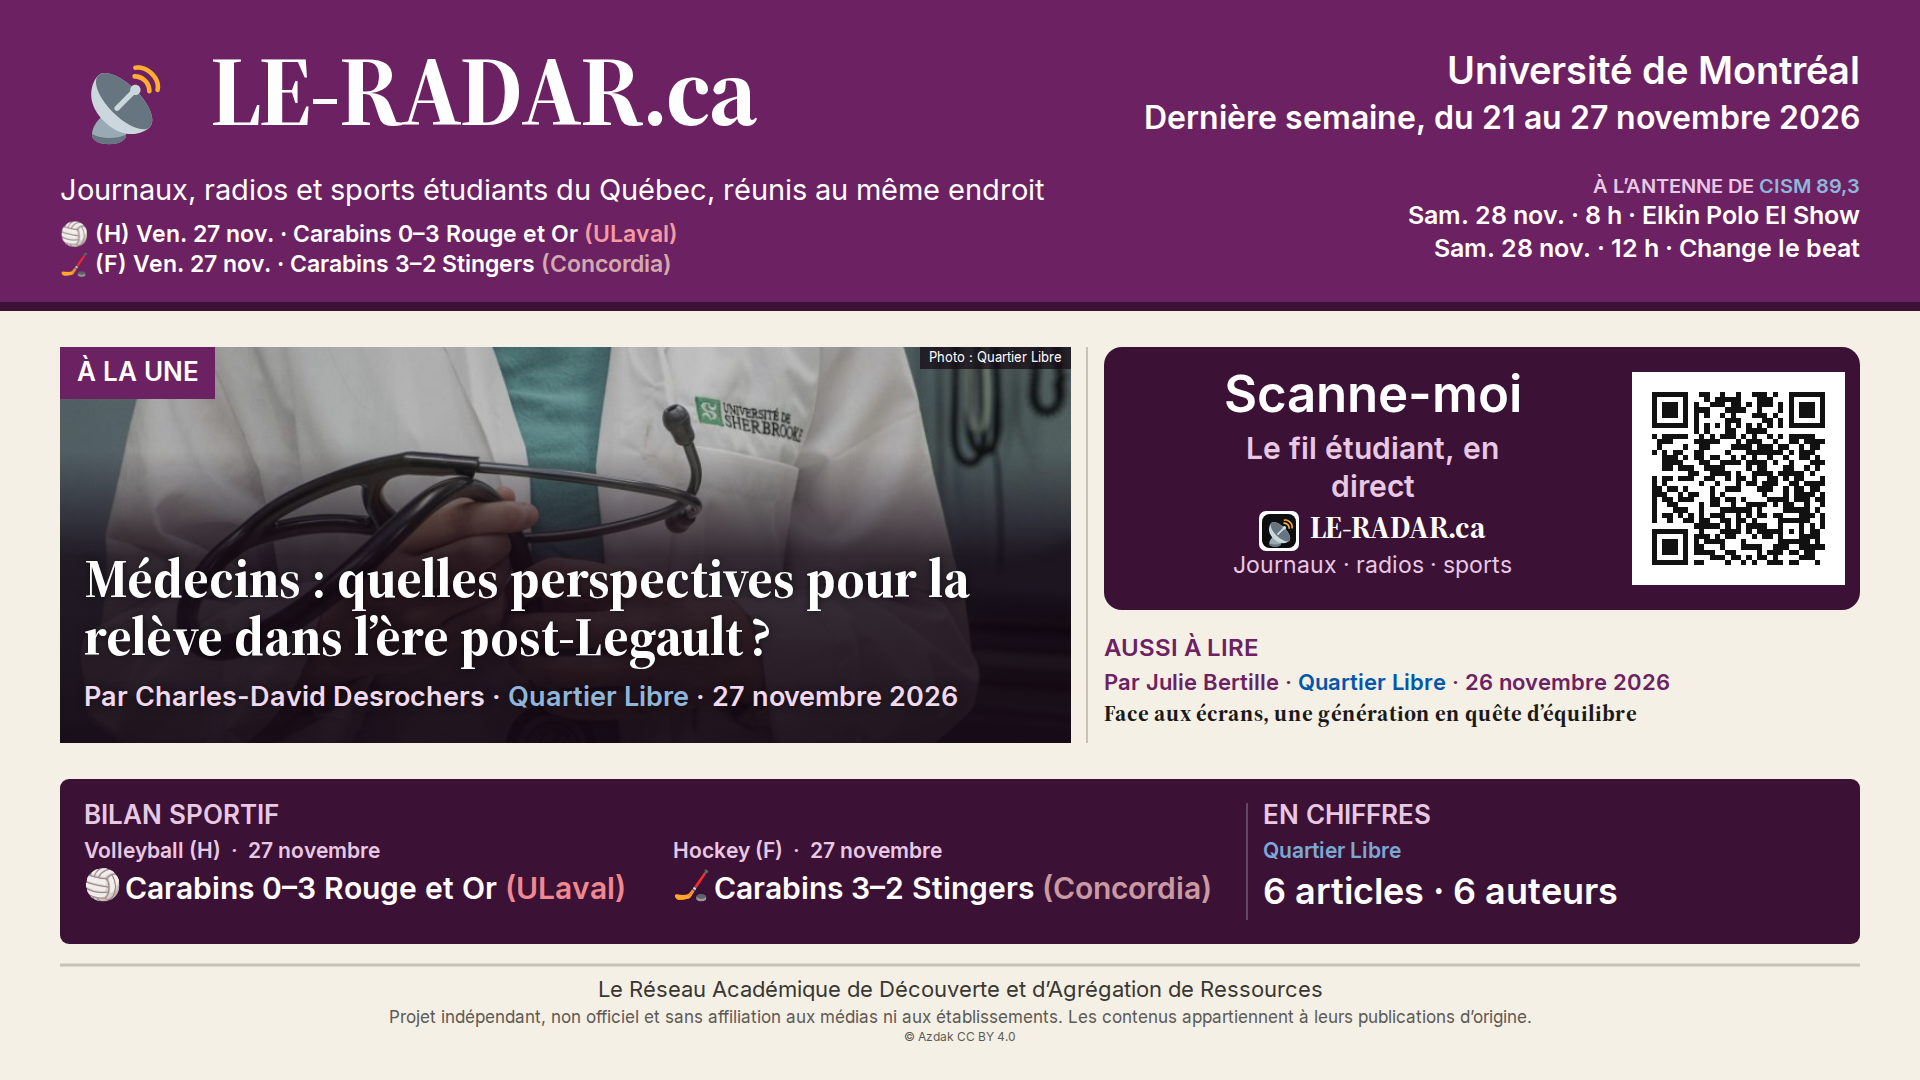 LE-RADAR.ca
Journaux, radios et sports étudiants du Québec, réunis au même endroit
(H) Ven. 27 nov. · Carabins 0–3 Rouge et Or (ULaval)
(F) Ven. 27 nov. · Carabins 3–2 Stingers (Concordia)
Université de Montréal
Dernière semaine, du 21 au 27 novembre 2026
À L’ANTENNE DE CISM 89,3
Sam. 28 nov. · 8 h · Elkin Polo El Show
Sam. 28 nov. · 12 h · Change le beat
À LA UNE
Photo : Quartier Libre
UNIVERSITÉ DE
SHERBROOKE
Médecins : quelles perspectives pour la
relève dans l’ère post-Legault ?
Par Charles-David Desrochers · Quartier Libre · 27 novembre 2026
Scanne-moi
Le fil étudiant, en
direct
LE-RADAR.ca
Journaux · radios · sports
AUSSI À LIRE
Par Julie Bertille · Quartier Libre · 26 novembre 2026
Face aux écrans, une génération en quête d’équilibre
BILAN SPORTIF
Volleyball (H) · 27 novembre
Carabins 0–3 Rouge et Or (ULaval)
Hockey (F) · 27 novembre
Carabins 3–2 Stingers (Concordia)
EN CHIFFRES
Quartier Libre
6 articles · 6 auteurs
Le Réseau Académique de Découverte et d’Agrégation de Ressources
Projet indépendant, non officiel et sans affiliation aux médias ni aux établissements. Les contenus appartiennent à leurs publications d’origine.
© Azdak CC BY 4.0